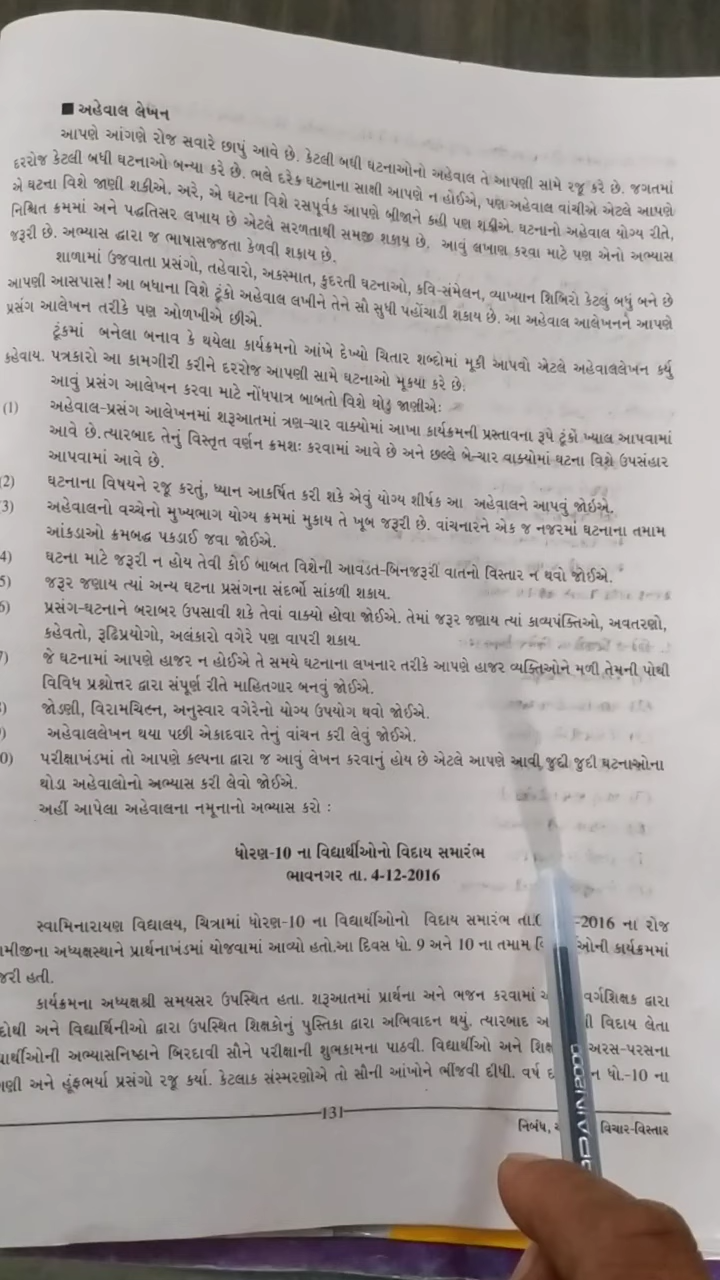 ■ અહેવાલ લેખન
આપણે આંગણે રોજ સવારે છાપું આવે છે. કેટલી બધી ઘટનાઓનો અહેવાલ તે આપણી સામે રજૂ કરે છે. જગતમાં
દરરોજ કેટલી બધી ઘટનાઓ બન્યા કરે છે. ભલે દરેક ઘટનાના સાક્ષી આપણે ન હોઈએ, પણ અહેવાલ વાંચીએ એટલે આપણે
એ ઘટના વિશે જાણી શકીએ. અરે, એ ઘટના વિશે રસપૂર્વક આપણે બીજાને કહી પણ શકીએ. ઘટનાનો અહેવાલ યોગ્ય રીતે,
નિશ્ચિત ક્રમમાં અને પદ્ધતિસર લખાય છે એટલે સરળતાથી સમજી શકાય છે. આવું લખાણ કરવા માટે પણ એનો અભ્યાસ
જરૂરી છે. અભ્યાસ દ્વારા જ ભાષાસજ્જતા કેળવી શકાય છે.
શાળામાં ઉજવાતા પ્રસંગો, તહેવારો, અકસ્માત, કુદરતી ઘટનાઓ, કવિ-સંમેલન, વ્યાખ્યાન શિબિરો કેટલું બધું બને છે
આપણી આસપાસ! આ બધાના વિશે ટૂંકો અહેવાલ લખીને તેને સૌ સુધી પહોંચાડી શકાય છે. આ અહેવાલ આલેખનને આપણે
પ્રસંગ આલેખન તરીકે પણ ઓળખીએ છીએ.
ટૂંકમાં બનેલા બનાવ કે થયેલા કાર્યક્રમનો આંખે દેખ્યો ચિતાર શબ્દોમાં મૂકી આપવો એટલે અહેવાલલેખન કર્યું
કહેવાય. પત્રકારો આ કામગીરી કરીને દરરોજ આપણી સામે ઘટનાઓ મૂકયા કરે છે.
આવું પ્રસંગ આલેખન કરવા માટે નોંધપાત્ર બાબતો વિશે થોડું જાણીએ:
(1) અહેવાલ-પ્રસંગ આલેખનમાં શરૂઆતમાં ત્રણ-ચાર વાક્યોમાં આખા કાર્યક્રમની પ્રસ્તાવના રૂપે ટૂંકો ખ્યાલ આપવામાં
આવે છે.ત્યારબાદ તેનું વિસ્તૃત વર્ણન ક્રમશઃ કરવામાં આવે છે અને છલ્લે બે-ચાર વાક્યોમાં ઘટના વિશે ઉપસંહાર
આપવામાં આવે છે.
2) ઘટનાના વિષયને રજૂ કરતું, ધ્યાન આકર્ષિત કરી શકે એવું યોગ્ય શીર્ષક આ અહેવાલને આપવું જોઈએ.
3) અહેવાલનો વચ્ચેનો મુખ્યભાગ યોગ્ય ક્રમમાં મુકાય તે ખૂબ જરૂરી છે. વાંચનારને એક જ નજરમાં ઘટનાના તમામ
આંકડાઓ ક્રમબદ્ધ પકડાઈ જવા જોઈએ.
4) ઘટના માટે જરૂરી ન હોય તેવી કોઈ બાબત વિશેની આવડત-બિનજરૂરી વાતનો વિસ્તાર ન થવો જોઈએ.
5) જરૂર જણાય ત્યાં અન્ય ઘટના પ્રસંગના સંદર્ભો સાંકળી શકાય.
6) પ્રસંગ-ઘટનાને બરાબર ઉપસાવી શકે તેવાં વાક્યો હોવા જોઈએ. તેમાં જરૂર જણાય ત્યાં કાવ્યપંક્તિઓ, અવતરણો,
કહેવતો, રૂઢિપ્રયોગો, અલંકારો વગેરે પણ વાપરી શકાય.
) જે ઘટનામાં આપણે હાજર ન હોઈએ તે સમયે ઘટનાના લખનાર તરીકે આપણે હાજર વ્યક્તિઓને મળી તેમની પોથી
વિવિધ પ્રશ્નોત્તર દ્વારા સંપૂર્ણ રીતે માહિતગાર બનવું જોઈએ.
) જોડણી, વિરામચિહ્ન, અનુસ્વાર વગેરેનો યોગ્ય ઉપયોગ થવો જોઈએ.
) અહેવાલલેખન થયા પછી એકાદવાર તેનું વાંચન કરી લેવું જોઈએ.
0) પરીક્ષાખંડમાં તો આપણે કલ્પના દ્વારા જ આવું લેખન કરવાનું હોય છે એટલે આપણે આવી જુદી જુદી ઘટનાઓના
થોડા અહેવાલોનો અભ્યાસ કરી લેવો જોઈએ.
અહીં આપેલા અહેવાલના નમૂનાનો અભ્યાસ કરો :
ધોરણ-10 ના વિદ્યાર્થીઓનો વિદાય સમારંભ
ભાવનગર તા. 4-12-2016
સ્વામિનારાયણ વિદ્યાલય, ચિત્રામાં ધોરણ-10 ના વિદ્યાર્થીઓનો વિદાય સમારંભ તા. -2016 ના રોજ
મીજીના અધ્યક્ષસ્થાને પ્રાર્થનાખંડમાં યોજવામાં આવ્યો હતો.આ દિવસ ધો. 9 અને 10 ના તમામ ઓની કાર્યક્રમમાં
જરી હતી.
કાર્યક્રમના અધ્યક્ષશ્રી સમયસર ઉપસ્થિત હતા. શરૂઆતમાં પ્રાર્થના અને ભજન કરવામાં વર્ગશિક્ષક દ્વારા
દોથી અને વિદ્યાર્થિનીઓ દ્વારા ઉપસ્થિત શિક્ષકોનું પુસ્તિકા દ્વારા અભિવાદન થયું. ત્યારબાદ વિદાય લેતા
ાર્થીઓની અભ્યાસનિષ્ઠાને બિરદાવી સૌને પરીક્ષાની શુભકામના પાઠવી. વિદ્યાર્થીઓ અને અરસ-પરસના
ગણી અને હૂંફભર્યા પ્રસંગો રજૂ કર્યા. કેટલાક સંસ્મરણોએ તો સૌની આંખોને ભીંજવી દીધી. વર્ષ ન ધો.-10 ના
131
નિબંધ, વિચાર-વિસ્તાર